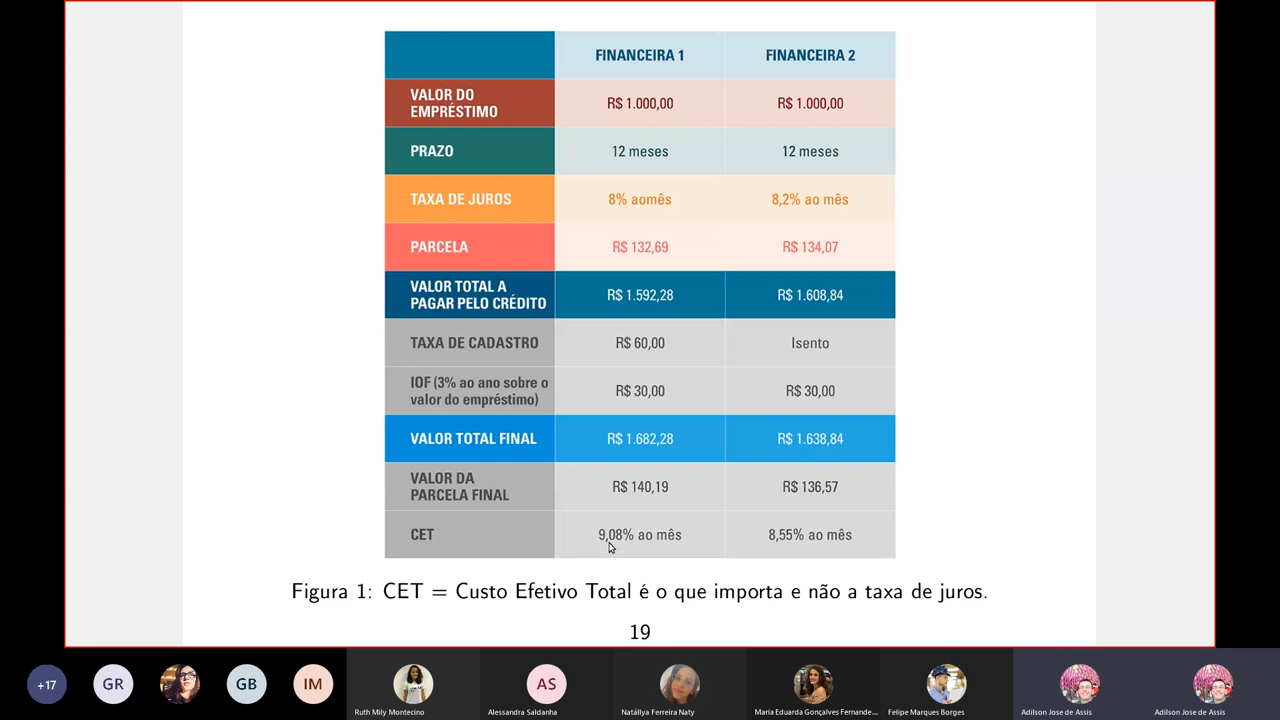 FINANCEIRA 1 FINANCEIRA 2
VALOR DO
EMPRÉSTIMO R$ 1.000,00 R$ 1.000,00
PRAZO 12 meses 12 meses
TAXA DE JUROS 8% aomês 8,2% ao mês
PARCELA R$ 132,69 R$ 134,07
VALOR TOTAL A
PAGAR PELO CRÉDITO R$ 1.592,28 R$ 1.608,84
TAXA DE CADASTRO R$ 60,00 Isento
IOF (3% ao ano sobre o
valor do empréstimo) R$ 30,00 R$ 30,00
VALOR TOTAL FINAL R$ 1.682,28 R$ 1.638,84
VALOR DA
PARCELA FINAL R$ 140,19 R$ 136,57
CET 9,08% ao mês 8,55% ao mês
Figura 1: CET = Custo Efetivo Total é o que importa e não a taxa de juros.
19
+17 GR GB IM AS
Ruth Mily Montecino Alessandra Saldanha Natállya Ferreira Naty Maria Eduarda Gonçalves Fernande... Felipe Marques Borges Adilson Jose de Assis Adilson Jose de Assis